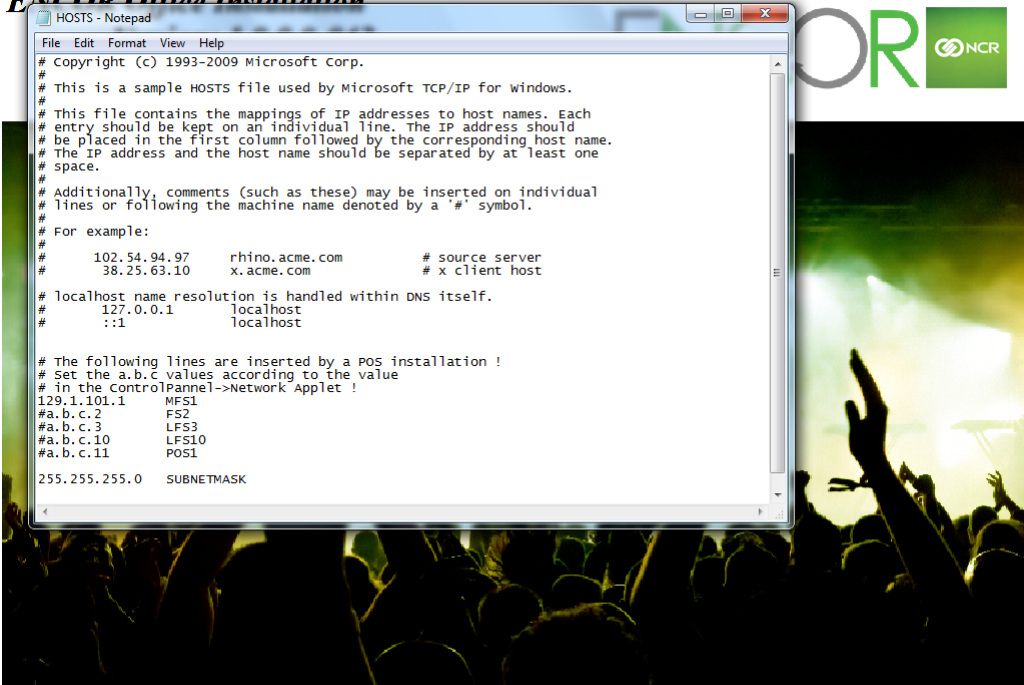 HOSTS - Notepad
File Edit Format View Help
# Copyright (c) 1993-2009 Microsoft Corp.
#
# This is a sample HOSTS file used by Microsoft TCP/IP for Windows.
#
# This file contains the mappings of IP addresses to host names. Each
# entry should be kept on an individual line. The IP address should
# be placed in the first column followed by the corresponding host name.
# The IP address and the host name should be separated by at least one
# space.
#
# Additionally, comments (such as these) may be inserted on individual
# lines or following the machine name denoted by a '#' symbol.
#
# For example:
#
#      102.54.94.97     rhino.acme.com          # source server
#       38.25.63.10     x.acme.com              # x client host

# localhost name resolution is handled within DNS itself.
#       127.0.0.1       localhost
#       ::1             localhost

# The following lines are inserted by a POS installation !
# Set the a.b.c values according to the value
# in the ControlPannel->Network Applet !
129.1.101.1     MFS1
#a.b.c.2        FS2
#a.b.c.3        LFS3
#a.b.c.10       LFS10
#a.b.c.11       POS1

255.255.255.0   SUBNETMASK
OR
NCR